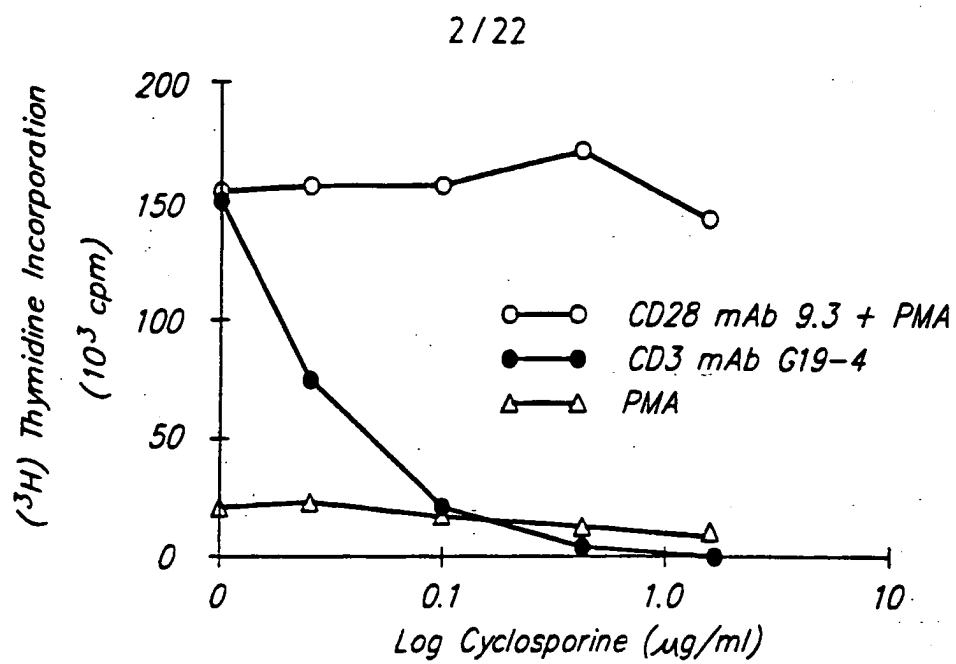 2/22
200
150
100
50
0
(³H) Thymidine Incorporation
(10³ cpm)
CD28 mAb 9.3 + PMA
CD3 mAb G19-4
PMA
0 0.1 1.0 10
Log Cyclosporine (µg/ml)